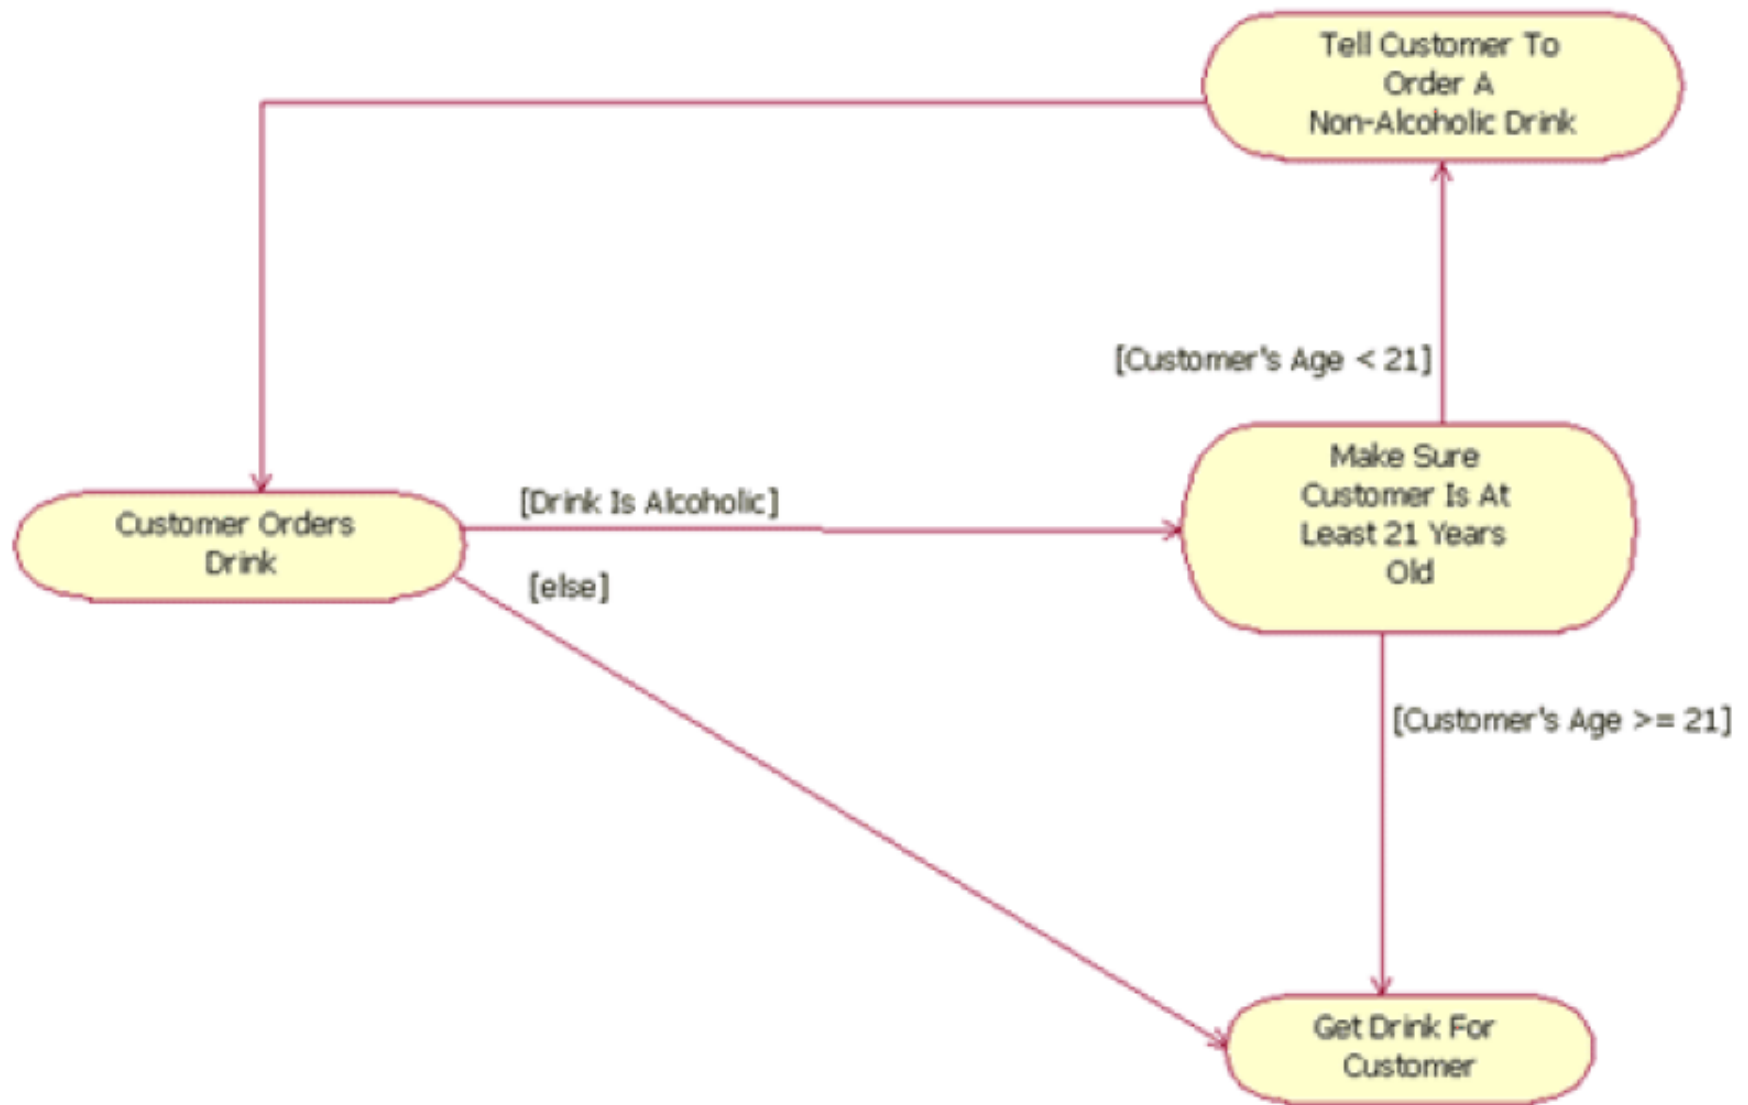 Tell Customer To
Order A
Non-Alcoholic Drink
[Customer's Age < 21]
Make Sure
Customer Is At
Least 21 Years
Old
[Drink Is Alcoholic]
Customer Orders
Drink
[else]
[Customer's Age >= 21]
Get Drink For
Customer